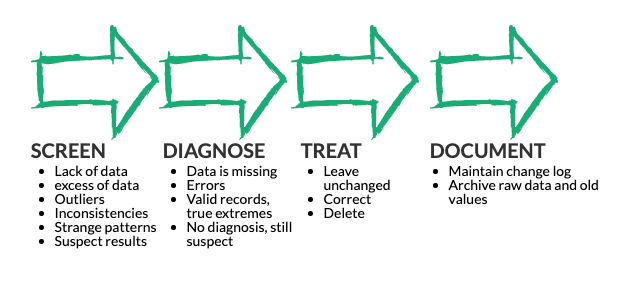 SCREEN
• Lack of data
• excess of data
• Outliers
• Inconsistencies
• Strange patterns
• Suspect results
DIAGNOSE
• Data is missing
• Errors
• Valid records,
true extremes
• No diagnosis, still
suspect
TREAT
• Leave
unchanged
• Correct
• Delete
DOCUMENT
• Maintain change log
• Archive raw data and old
values